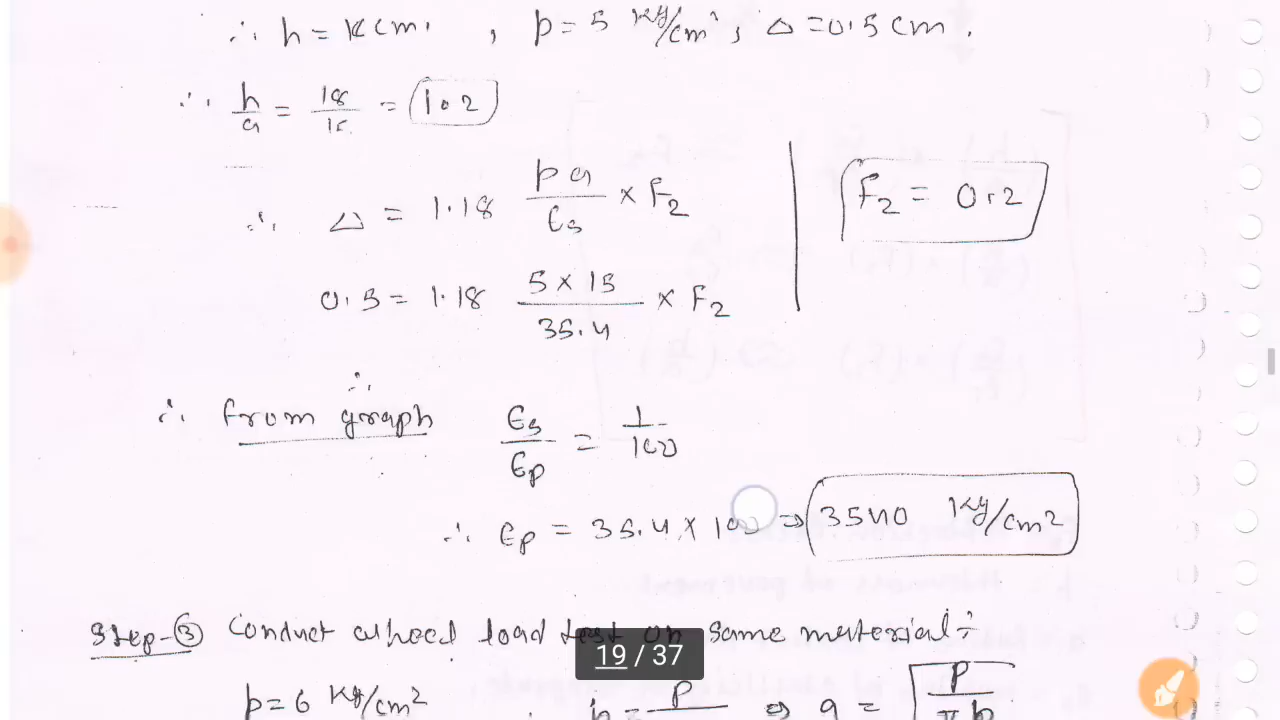 ∴ h = 18 cm. , p = 5 kg/cm², Δ = 0.5 cm.
∴ h/a = 18/15 = 1.2
∴ Δ = 1.18 pa/Es × F2
F2 = 0.2
0.5 = 1.18 5 × 15/35.4 × F2
∴ from graph Es/Ep = 1/100
∴ Ep = 35.4 × 100 ⇒ 3540 kg/cm²
Step-③ Conduct wheel load test on same material :-
19 / 37
p = 6 kg/cm² p = P ⇒ a = √P/πp